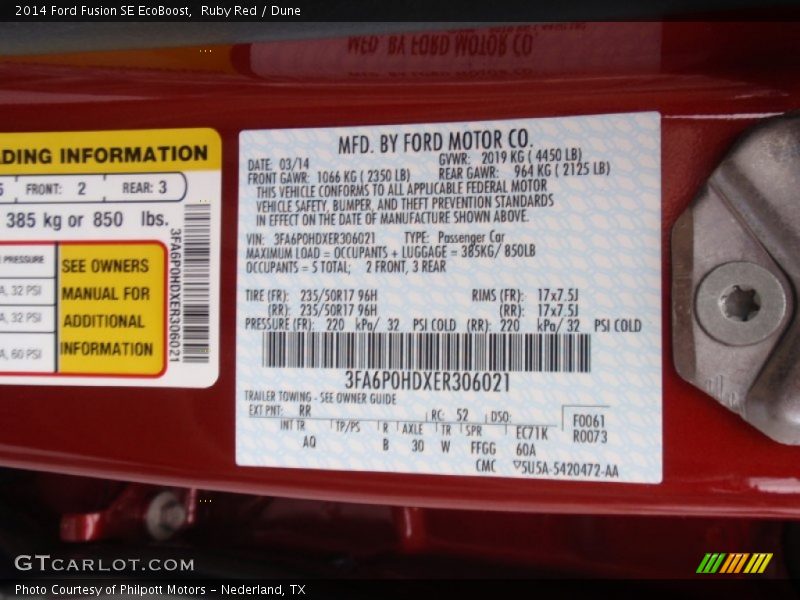 2014 Ford Fusion SE EcoBoost, Ruby Red / Dune
MFD. BY FORD MOTOR CO.
ADING INFORMATION
FRONT: 2 REAR: 3
385 kg or 850 lbs.
PRESSURE
A, 32 PSI
A, 32 PSI
A, 60 PSI
SEE OWNERS
MANUAL FOR
ADDITIONAL
INFORMATION
3FA6P0HDXER306021
MFD. BY FORD MOTOR CO.
DATE: 03/14 GVWR: 2019 KG ( 4450 LB)
FRONT GAWR: 1066 KG ( 2350 LB) REAR GAWR: 964 KG ( 2125 LB)
THIS VEHICLE CONFORMS TO ALL APPLICABLE FEDERAL MOTOR
VEHICLE SAFETY, BUMPER, AND THEFT PREVENTION STANDARDS
IN EFFECT ON THE DATE OF MANUFACTURE SHOWN ABOVE.
VIN: 3FA6P0HDXER306021 TYPE: Passenger Car
MAXIMUM LOAD = OCCUPANTS + LUGGAGE = 385KG/ 850LB
OCCUPANTS = 5 TOTAL; 2 FRONT, 3 REAR
TIRE (FR): 235/50R17 96H RIMS (FR): 17x7.5J
(RR): 235/50R17 96H (RR): 17x7.5J
PRESSURE (FR): 220 kPa/ 32 PSI COLD (RR): 220 kPa/ 32 PSI COLD
3FA6P0HDXER306021
TRAILER TOWING - SEE OWNER GUIDE
EXT PNT: RR RC: 52 DSO: F0061
INT TR TP/PS R AXLE TR SPR EC71K R0073
AQ B 30 W FFGG 60A
CMC ▽5U5A-5420472-AA
GTCARLOT.COM
Photo Courtesy of Philpott Motors - Nederland, TX